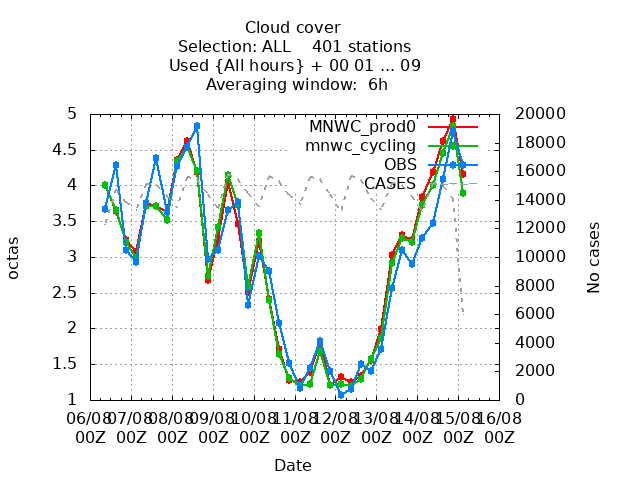 Cloud cover
Selection: ALL    401 stations
Used {All hours} + 00 01 ... 09
Averaging window:  6h
MNWC_prod0
mnwc_cycling
OBS
CASES
5
4.5
4
3.5
3
2.5
2
1.5
1
20000
18000
16000
14000
12000
10000
8000
6000
4000
2000
0
octas
No cases
06/08 07/08 08/08 09/08 10/08 11/08 12/08 13/08 14/08 15/08 16/08
00Z 00Z 00Z 00Z 00Z 00Z 00Z 00Z 00Z 00Z 00Z
Date